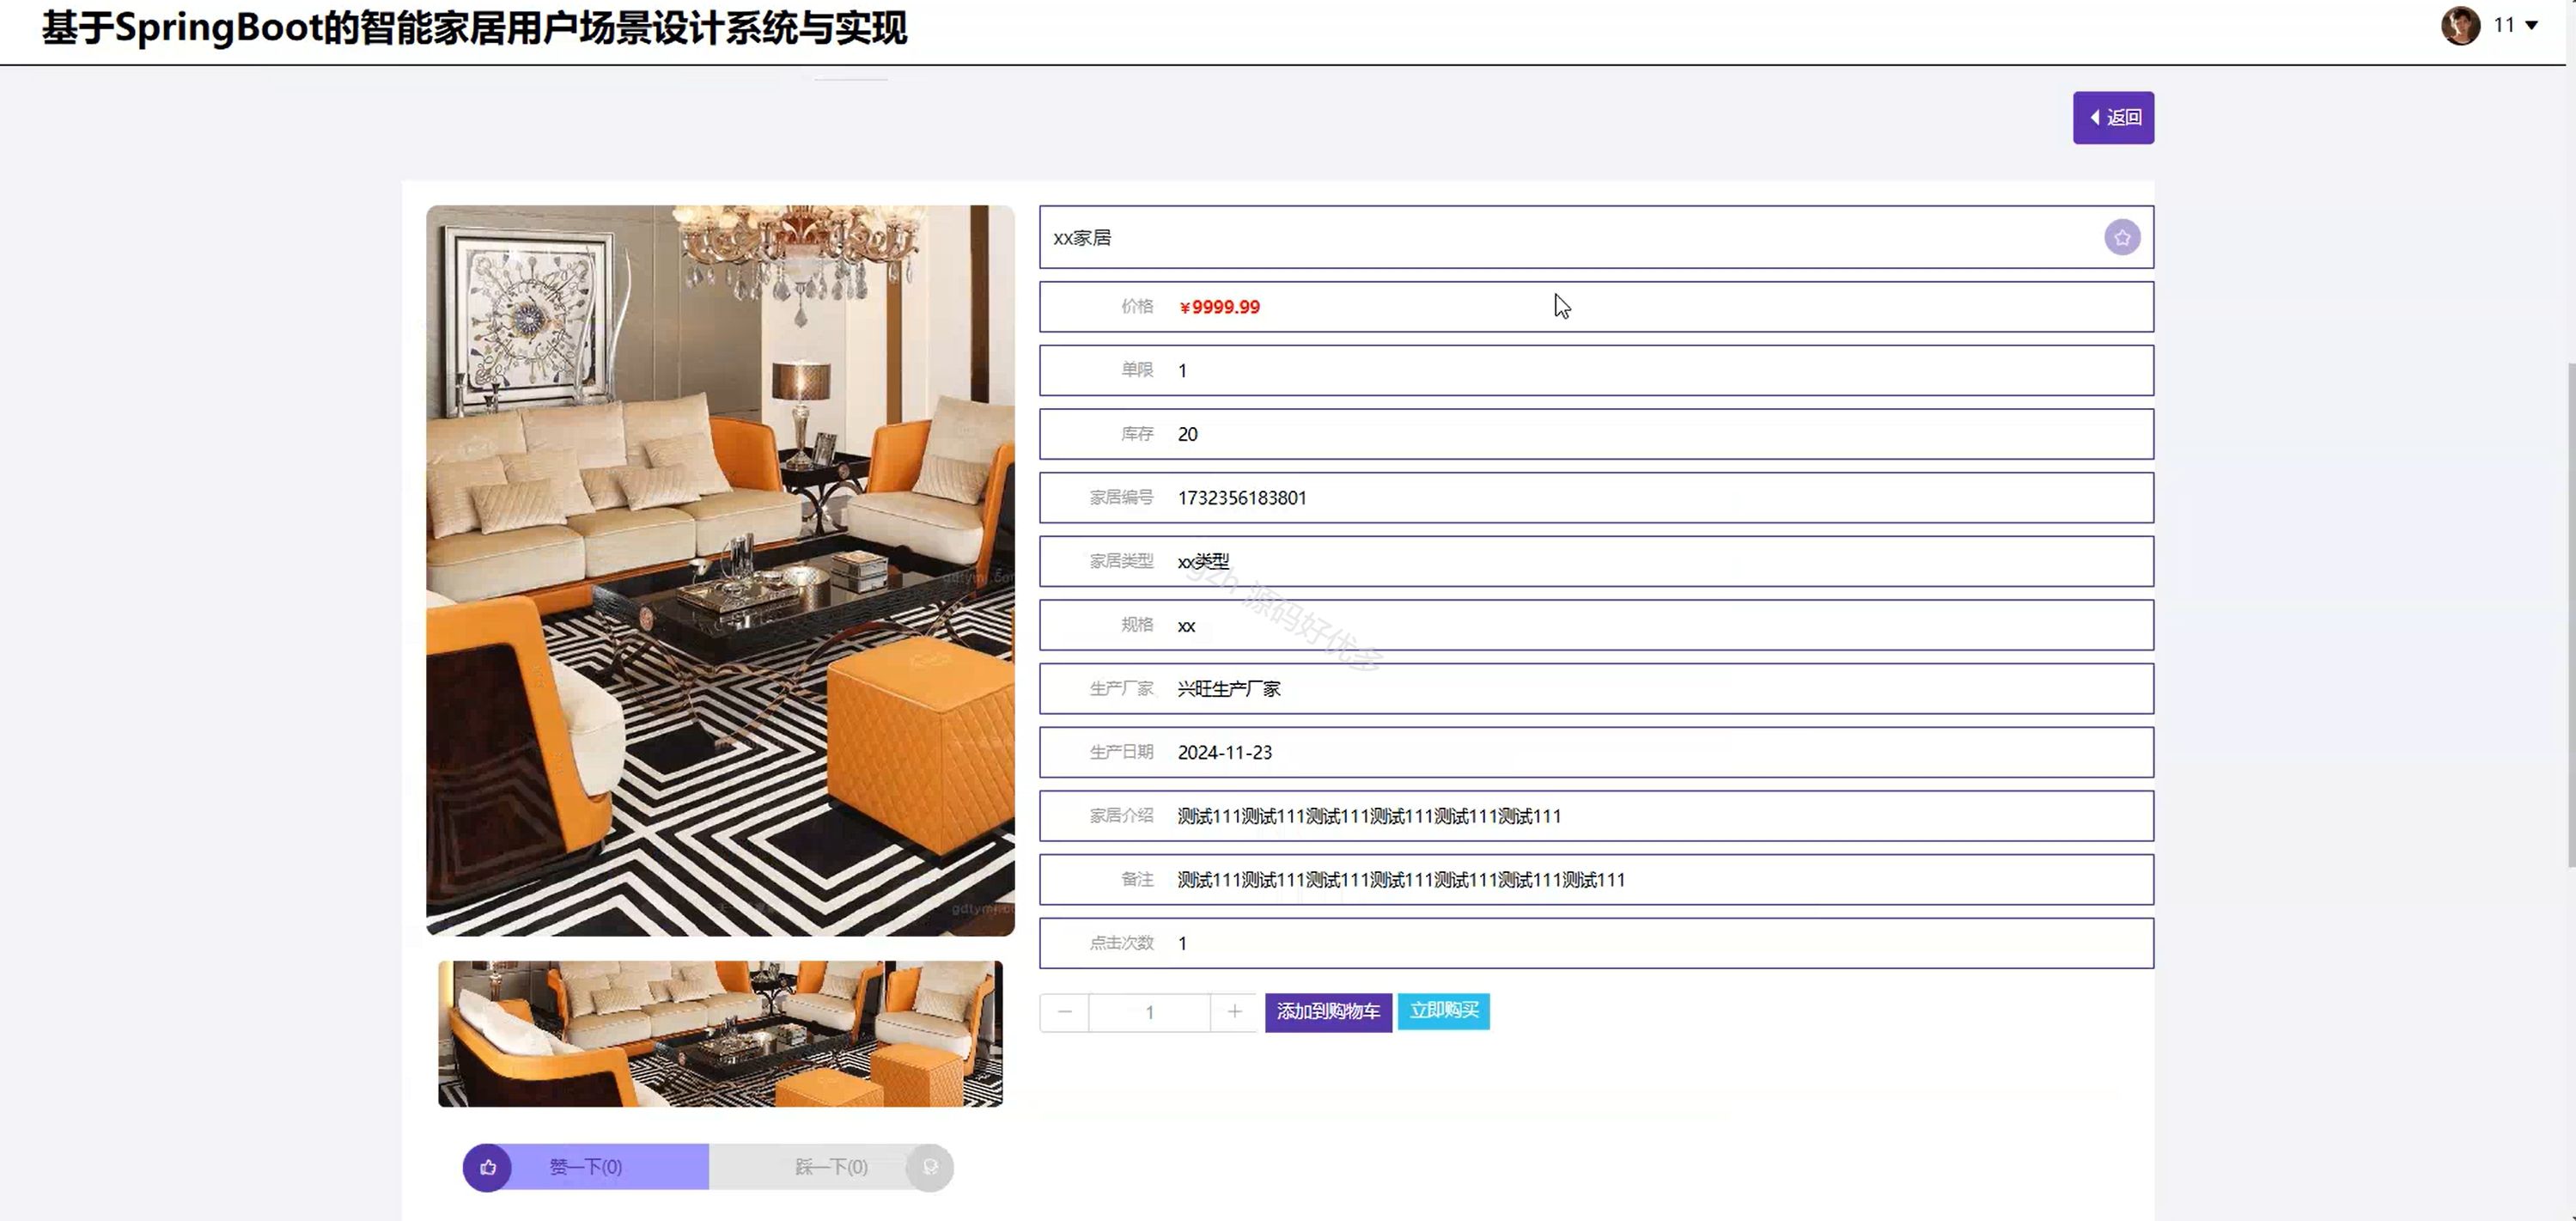 基于SpringBoot的智能家居用户场景设计系统与实现
11
返回
xx家居
价格 ¥9999.99
单限 1
库存 20
家居编号 1732356183801
家居类型 xx类型
规格 xx
gzh 源码好优多
生产厂家 兴旺生产厂家
生产日期 2024-11-23
家居介绍 测试111测试111测试111测试111测试111测试111
备注 测试111测试111测试111测试111测试111测试111测试111
点击次数 1
1 添加到购物车 立即购买
赞一下(0) 踩一下(0)